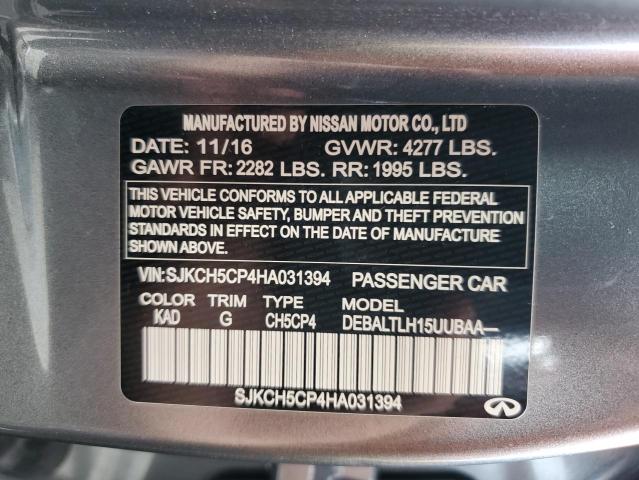 MANUFACTURED BY NISSAN MOTOR CO., LTD
DATE: 11/16 GVWR: 4277 LBS.
GAWR FR: 2282 LBS. RR: 1995 LBS.
THIS VEHICLE CONFORMS TO ALL APPLICABLE FEDERAL
MOTOR VEHICLE SAFETY, BUMPER AND THEFT PREVENTION
STANDARDS IN EFFECT ON THE DATE OF MANUFACTURE
SHOWN ABOVE.
VIN:SJKCH5CP4HA031394 PASSENGER CAR
COLOR TRIM TYPE MODEL
KAD G CH5CP4 DEBALTLH15UUBAA—
SJKCH5CP4HA031394